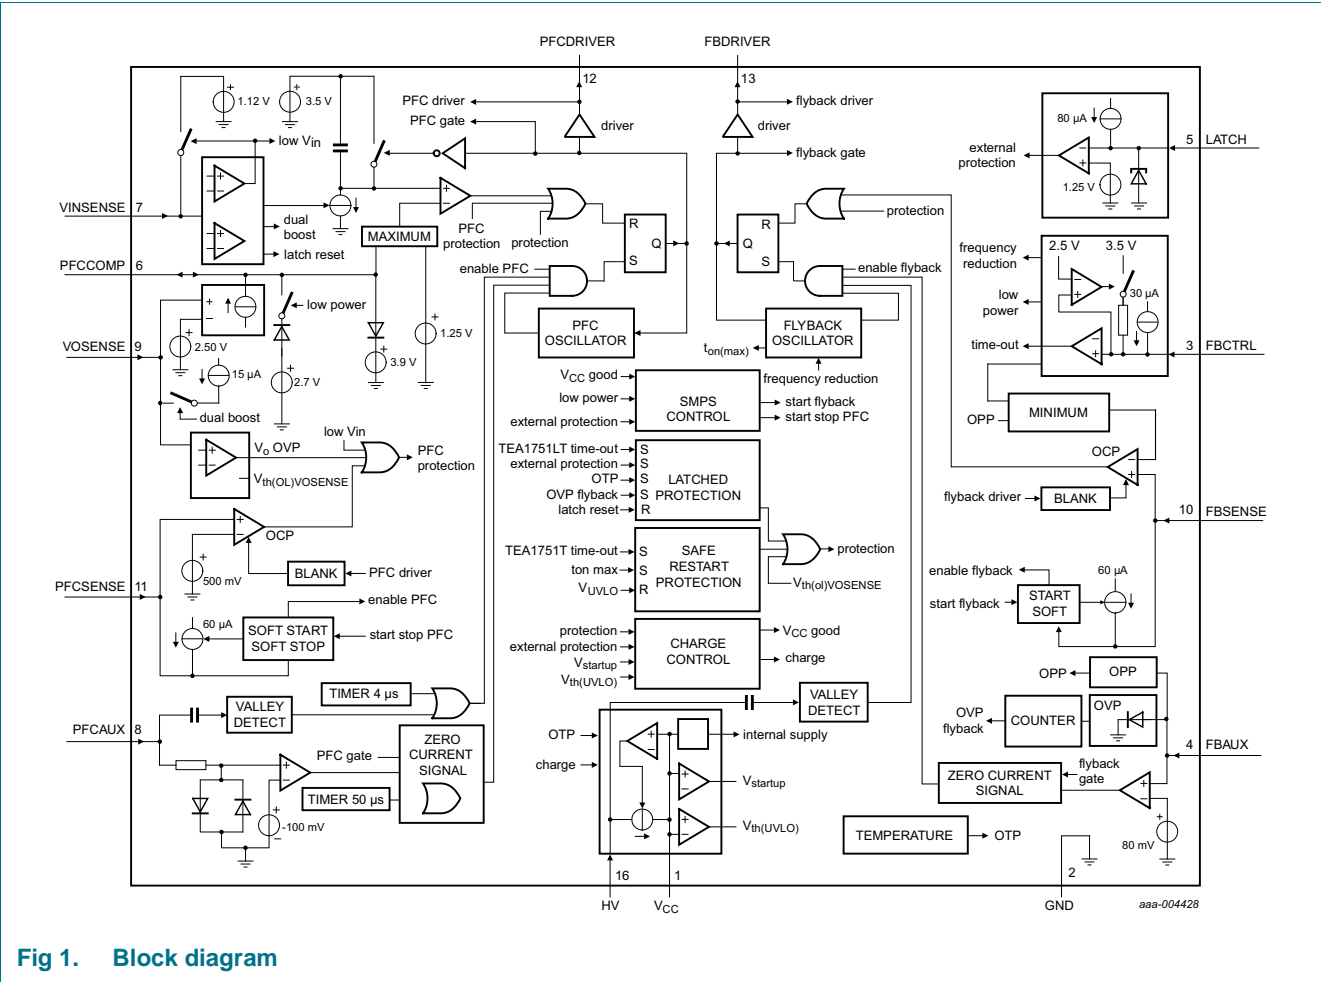 PFCDRIVER
FBDRIVER
12
13
1.12 V
3.5 V
PFC driver
flyback driver
PFC gate
driver
driver
flyback gate
low Vin
80 μA
external
protection
1.25 V
5
LATCH
VINSENSE
7
dual
boost
latch reset
MAXIMUM
PFC
protection
protection
R
Q
S
R
Q
S
protection
PFCCOMP
6
enable PFC
enable flyback
low power
2.50 V
VOSENSE
9
15 μA
2.7 V
3.9 V
1.25 V
dual boost
PFC
OSCILLATOR
FLYBACK
OSCILLATOR
ton(max)
frequency reduction
frequency
reduction
2.5 V
3.5 V
30 μA
low
power
time-out
3
FBCTRL
VCC good
low power
external protection
SMPS
CONTROL
start flyback
start stop PFC
OPP
MINIMUM
low Vin
Vo OVP
Vth(OL)VOSENSE
PFC
protection
TEA1751LT time-out
external protection
OTP
OVP flyback
latch reset
S
S
S
S
R
LATCHED
PROTECTION
OCP
flyback driver
BLANK
10
FBSENSE
OCP
500 mV
BLANK
PFC driver
PFCSENSE
11
enable PFC
TEA1751T time-out
ton max
VUVLO
S
S
R
SAFE
RESTART
PROTECTION
protection
Vth(ol)VOSENSE
enable flyback
start flyback
START
SOFT
60 μA
60 μA
SOFT START
SOFT STOP
start stop PFC
protection
external protection
Vstartup
Vth(UVLO)
CHARGE
CONTROL
VCC good
charge
OPP
OPP
TIMER 4 μs
VALLEY
DETECT
VALLEY
DETECT
OVP
flyback
COUNTER
OVP
PFCAUX
8
4
FBAUX
PFC gate
ZERO
CURRENT
SIGNAL
TIMER 50 μs
-100 mV
OTP
charge
internal supply
Vstartup
Vth(UVLO)
ZERO CURRENT
SIGNAL
flyback
gate
80 mV
TEMPERATURE
OTP
16
1
2
HV
VCC
GND
aaa-004428
Fig 1. Block diagram